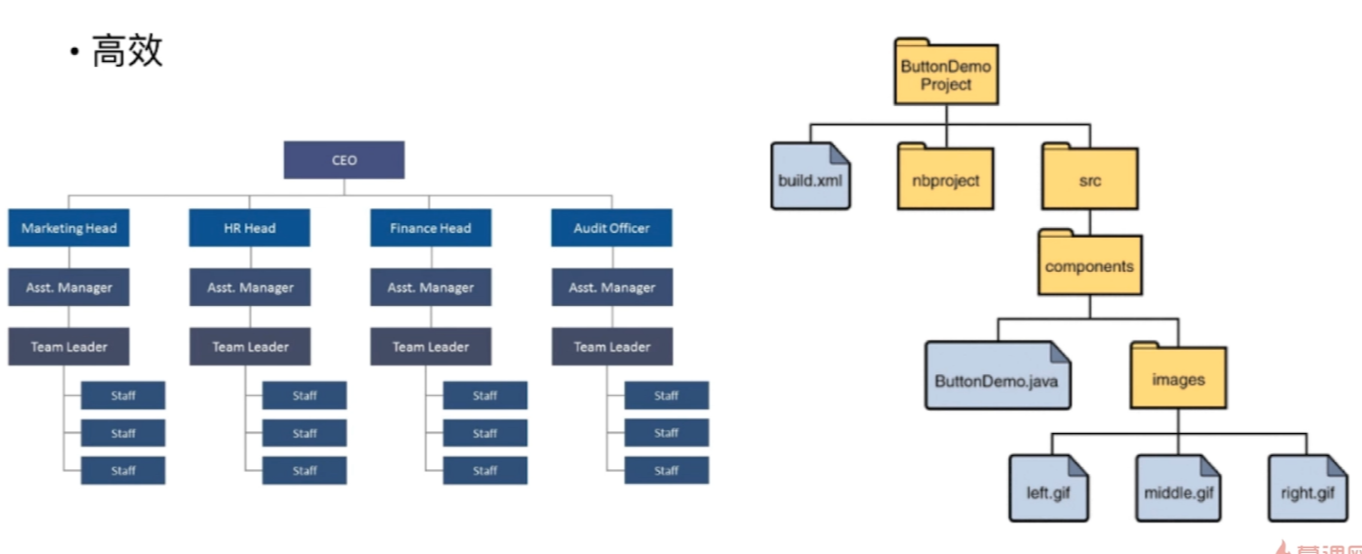 • 高效
CEO
Marketing Head
HR Head
Finance Head
Audit Officer
Asst. Manager
Asst. Manager
Asst. Manager
Asst. Manager
Team Leader
Team Leader
Team Leader
Team Leader
Staff
Staff
Staff
Staff
Staff
Staff
Staff
Staff
Staff
Staff
Staff
Staff
ButtonDemo
Project
build.xml
nbproject
src
components
ButtonDemo.java
images
left.gif
middle.gif
right.gif